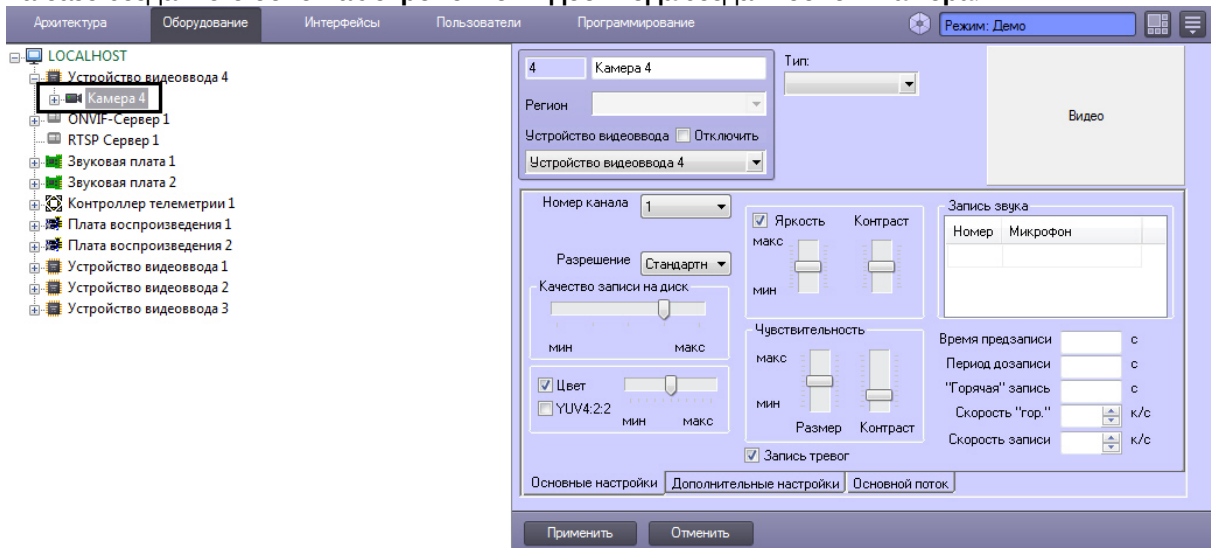 Архитектура Оборудование Интерфейсы Пользователи Программирование Режим: Демо
LOCALHOST
Устройство видеоввода 4
Камера 4
ONVIF-Сервер 1
RTSP Сервер 1
Звуковая плата 1
Звуковая плата 2
Контроллер телеметрии 1
Плата воспроизведения 1
Плата воспроизведения 2
Устройство видеоввода 1
Устройство видеоввода 2
Устройство видеоввода 3
4 Камера 4
Регион
Устройство видеоввода Отключить
Устройство видеоввода 4
Тип:
Видео
Номер канала 1
Разрешение Стандартн
Качество записи на диск
мин макс
Цвет
YUV4:2:2
мин макс
Яркость Контраст
макс
мин
Чувствительность
макс
мин
Размер Контраст
Запись тревог
Запись звука
Номер Микрофон
Время предзаписи с
Период дозаписи с
"Горячая" запись с
Скорость "гор." к/с
Скорость записи к/с
Основные настройки Дополнительные настройки Основной поток
Применить Отменить